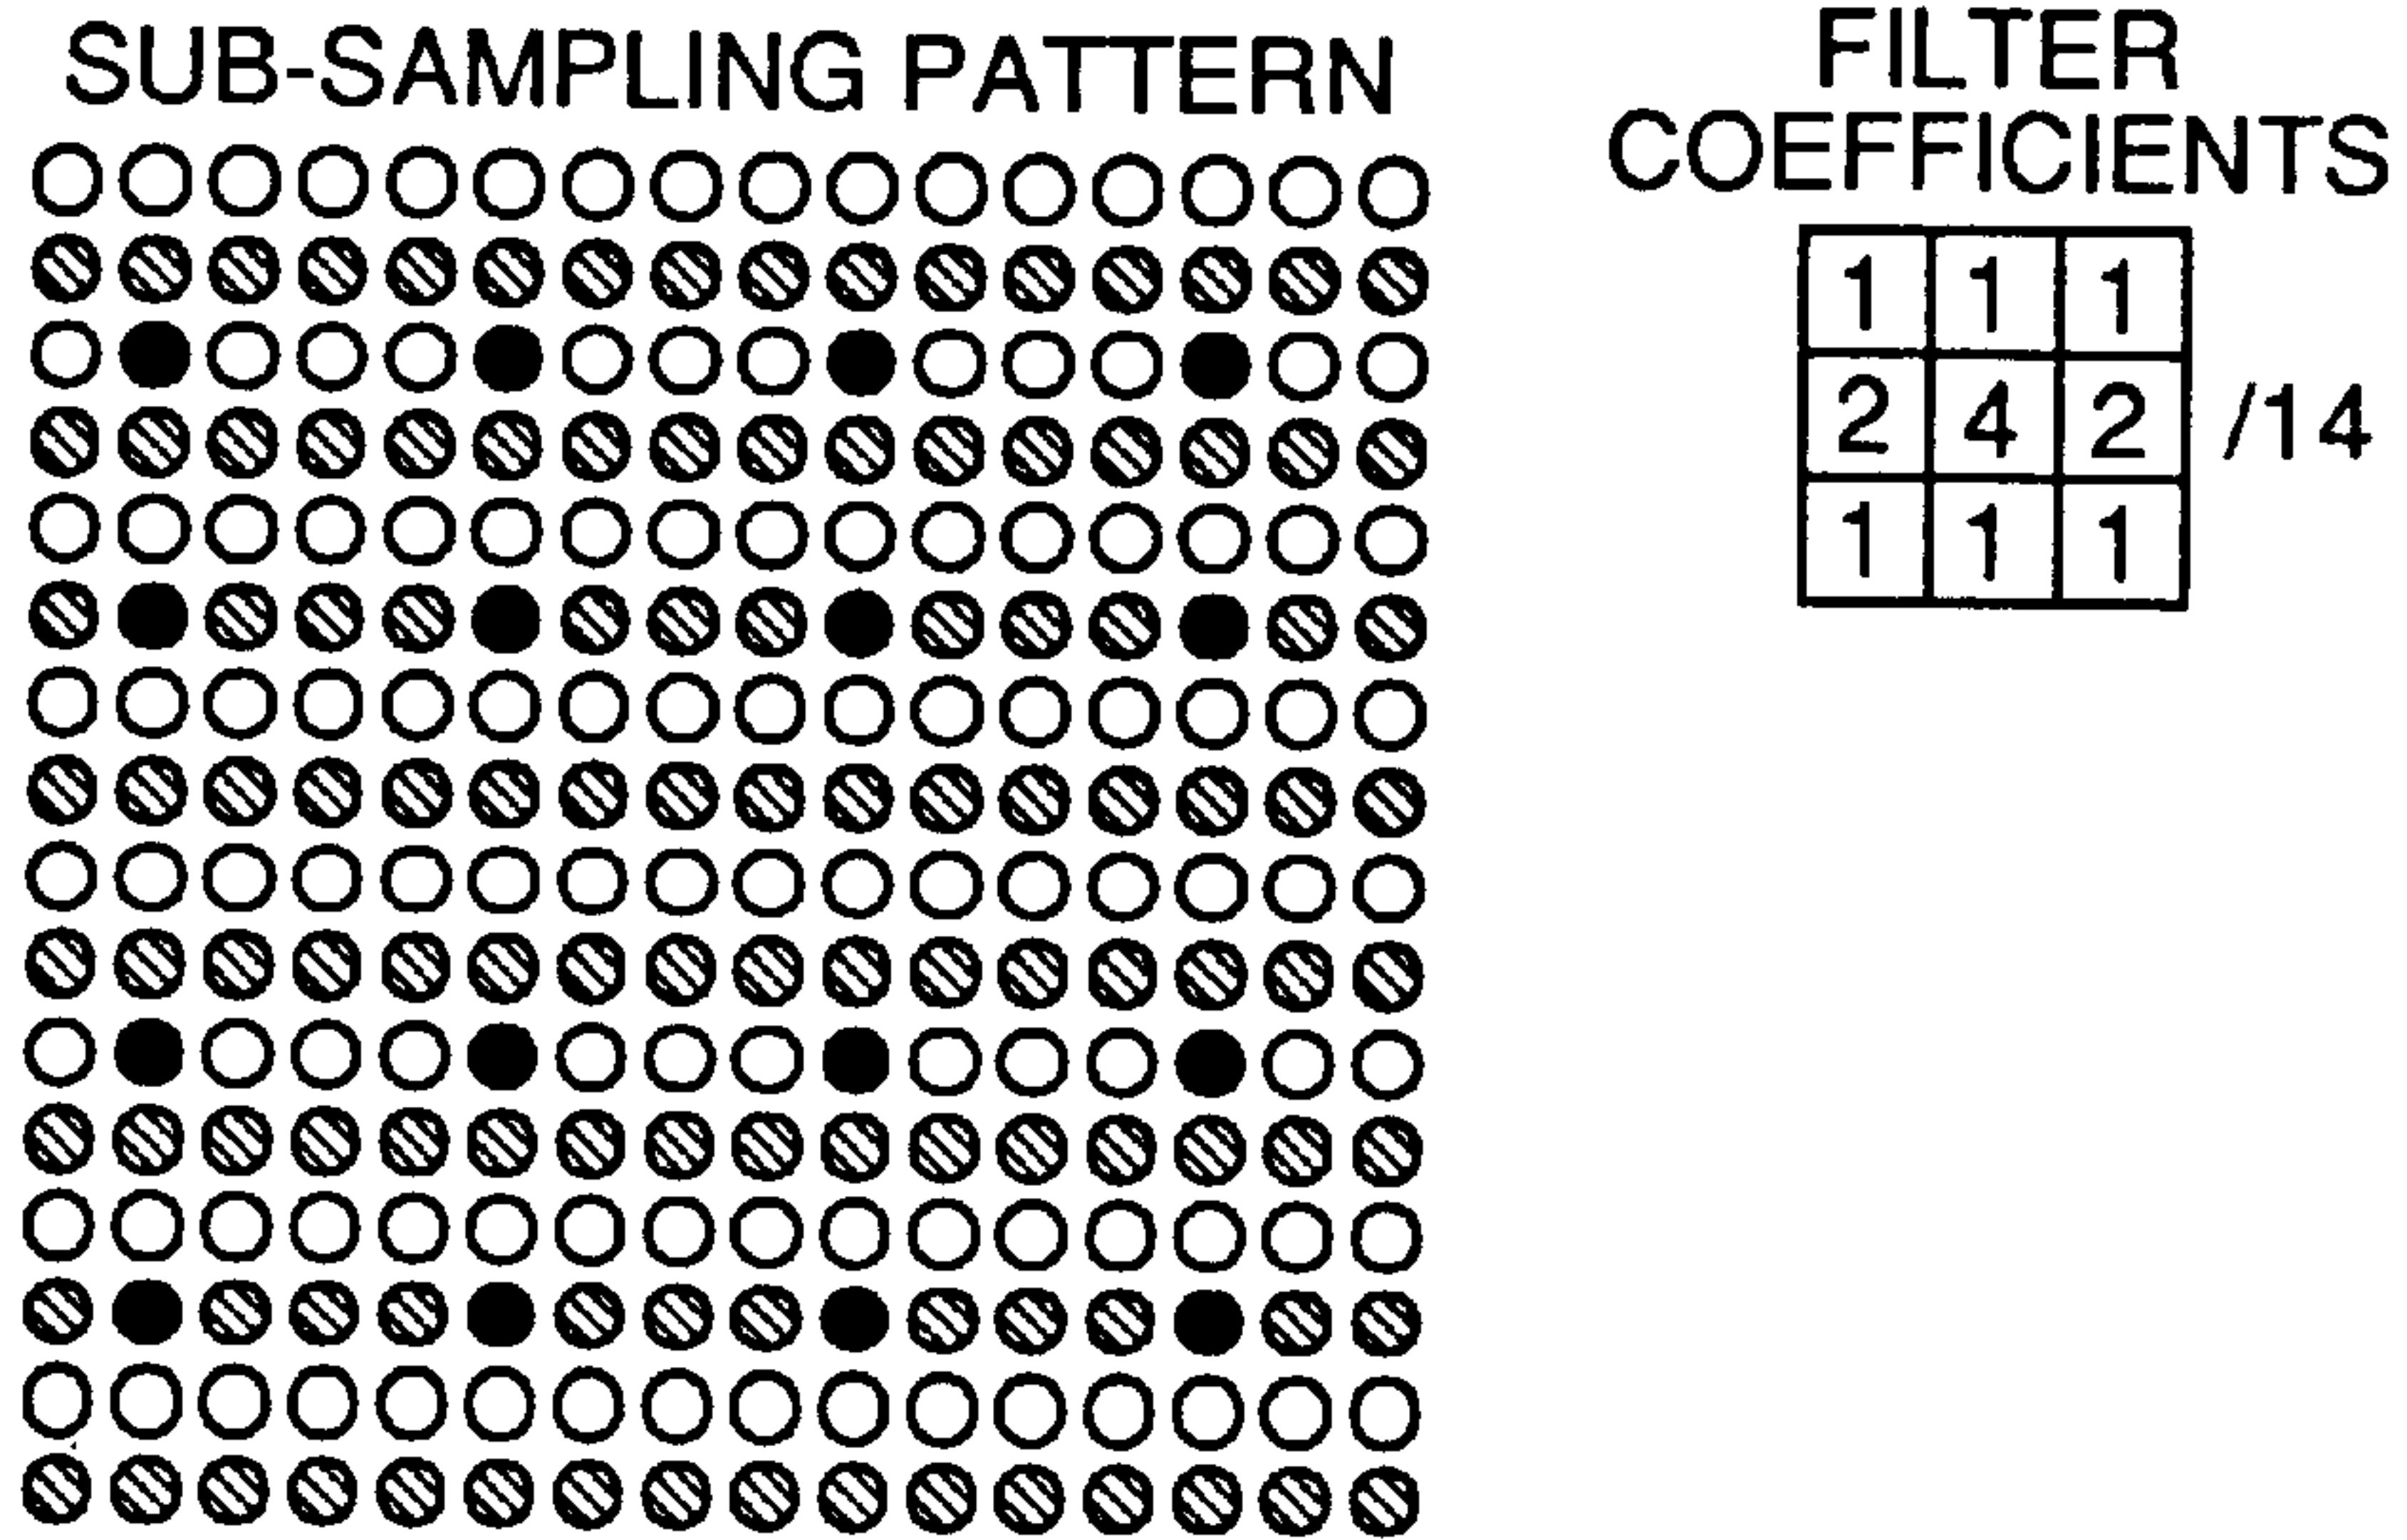 SUB-SAMPLING PATTERN
FILTER
COEFFICIENTS
1 1 1
2 4 2 /14
1 1 1